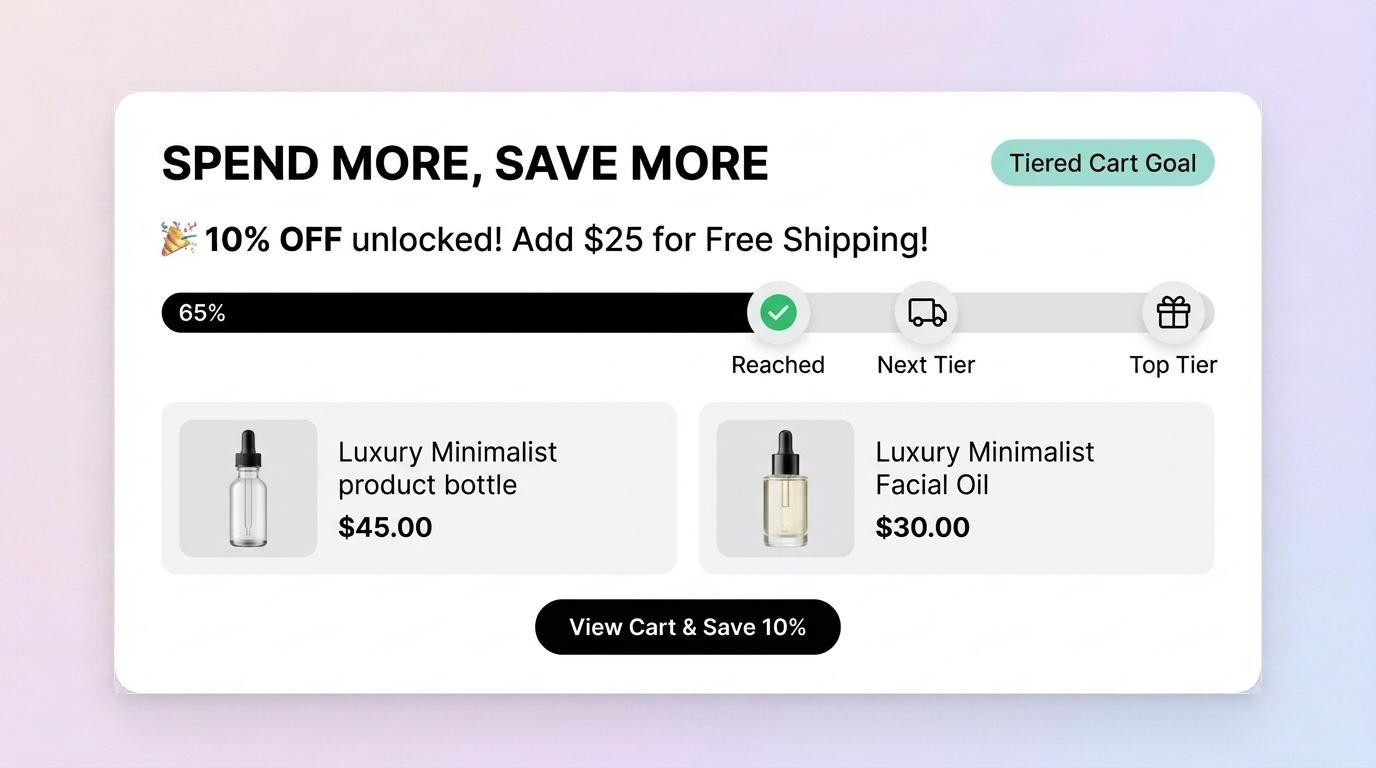 SPEND MORE, SAVE MORE
Tiered Cart Goal
🎉 10% OFF unlocked! Add $25 for Free Shipping!
65%
Reached
Next Tier
Top Tier
Luxury Minimalist
product bottle
$45.00
Luxury Minimalist
Facial Oil
$30.00
View Cart & Save 10%